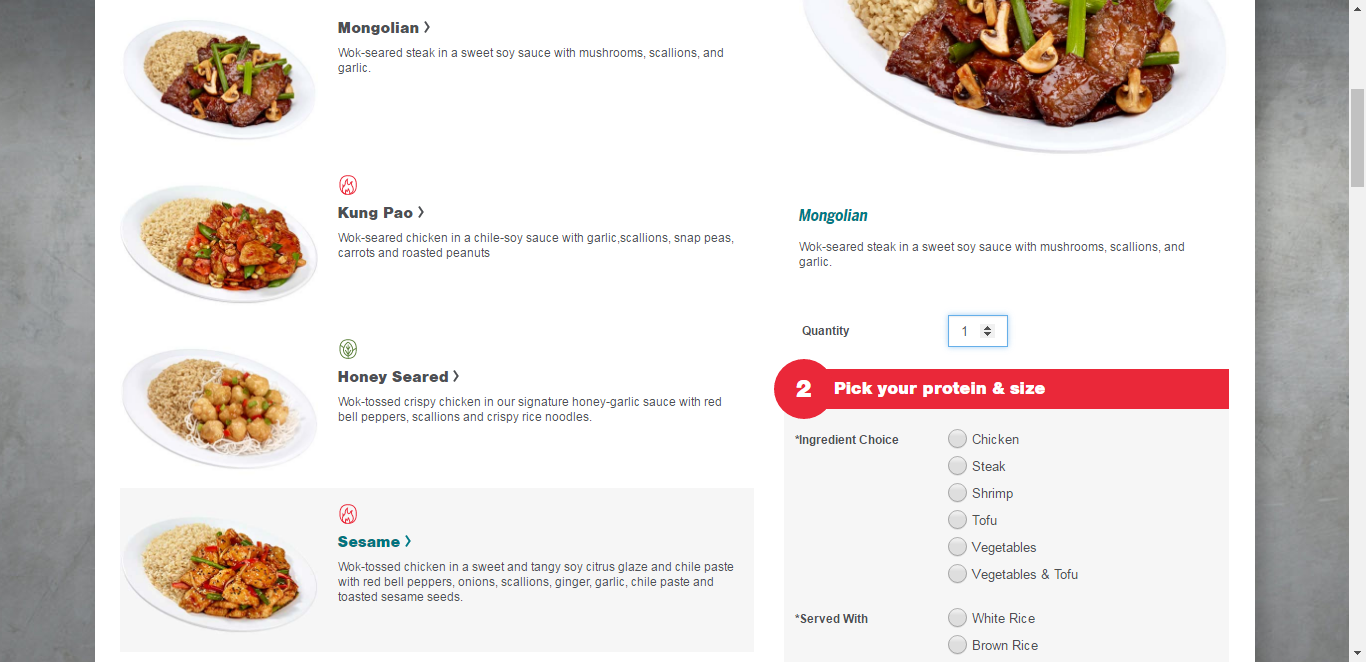 Mongolian >
Wok-seared steak in a sweet soy sauce with mushrooms, scallions, and
garlic.
Kung Pao >
Wok-seared chicken in a chile-soy sauce with garlic,scallions, snap peas,
carrots and roasted peanuts
Honey Seared >
Wok-tossed crispy chicken in our signature honey-garlic sauce with red
bell peppers, scallions and crispy rice noodles.
Sesame >
Wok-tossed chicken in a sweet and tangy soy citrus glaze and chile paste
with red bell peppers, onions, scallions, ginger, garlic, chile paste and
toasted sesame seeds.
Mongolian
Wok-seared steak in a sweet soy sauce with mushrooms, scallions, and
garlic.
Quantity 1
2 Pick your protein & size
*Ingredient Choice
Chicken
Steak
Shrimp
Tofu
Vegetables
Vegetables & Tofu
*Served With
White Rice
Brown Rice